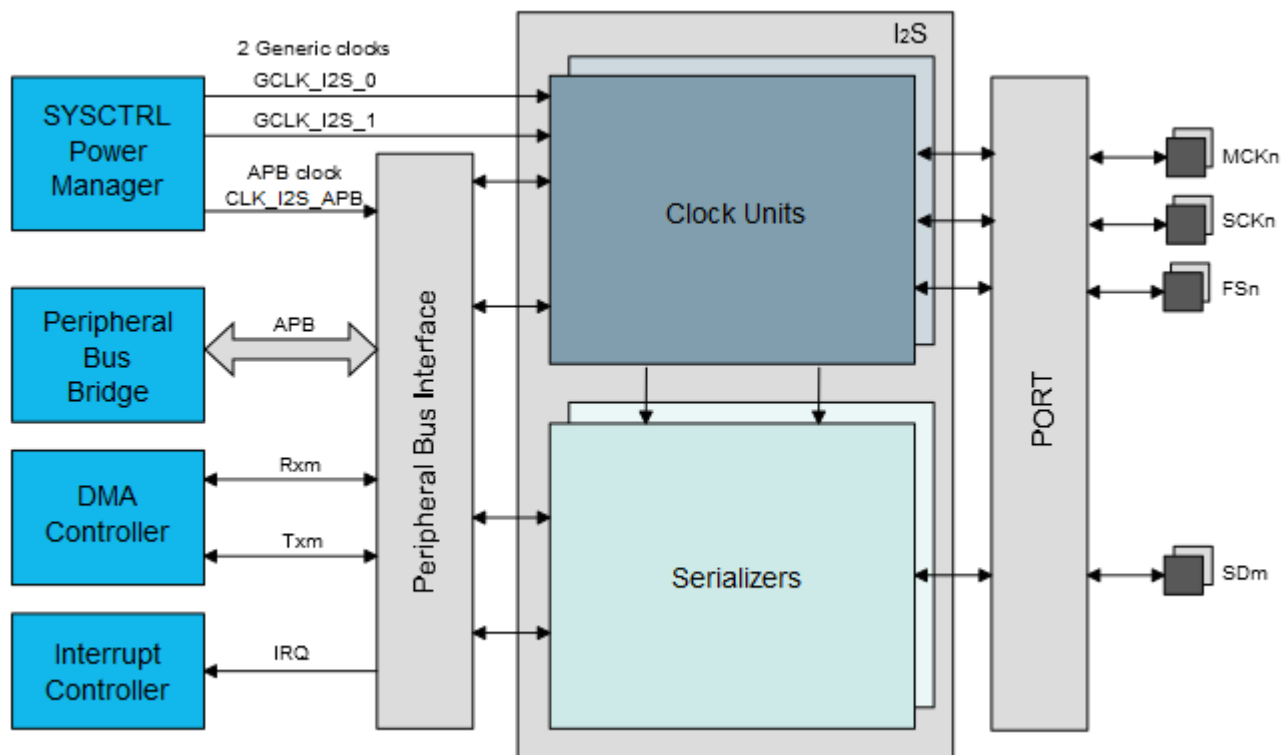 I2S
2 Generic clocks
GCLK_I2S_0
GCLK_I2S_1
SYSCTRL
Power
Manager
APB clock
CLK_I2S_APB
Peripheral
Bus
Bridge
APB
DMA
Controller
Rxm
Txm
Interrupt
Controller
IRQ
Peripheral Bus Interface
Clock Units
Serializers
PORT
MCKn
SCKn
FSn
SDm